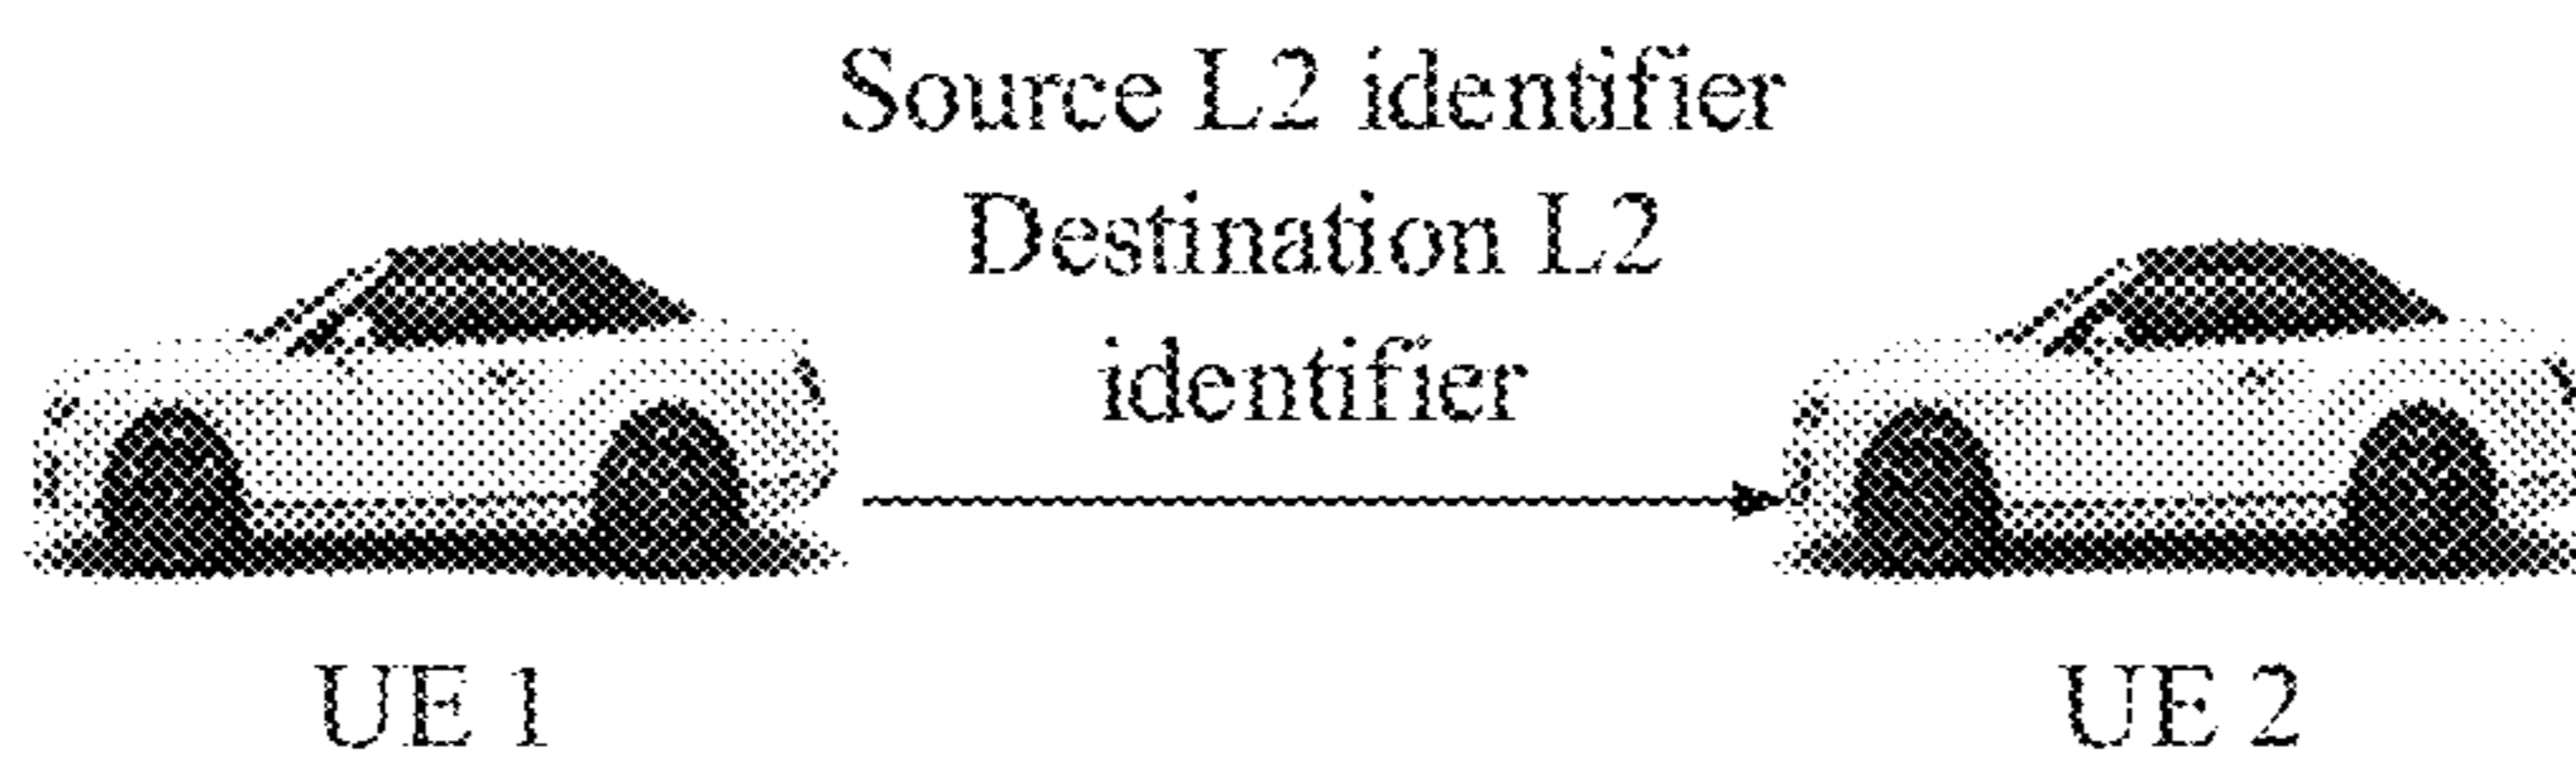 Source L2 identifier
Destination L2
identifier
UE 1
UE 2